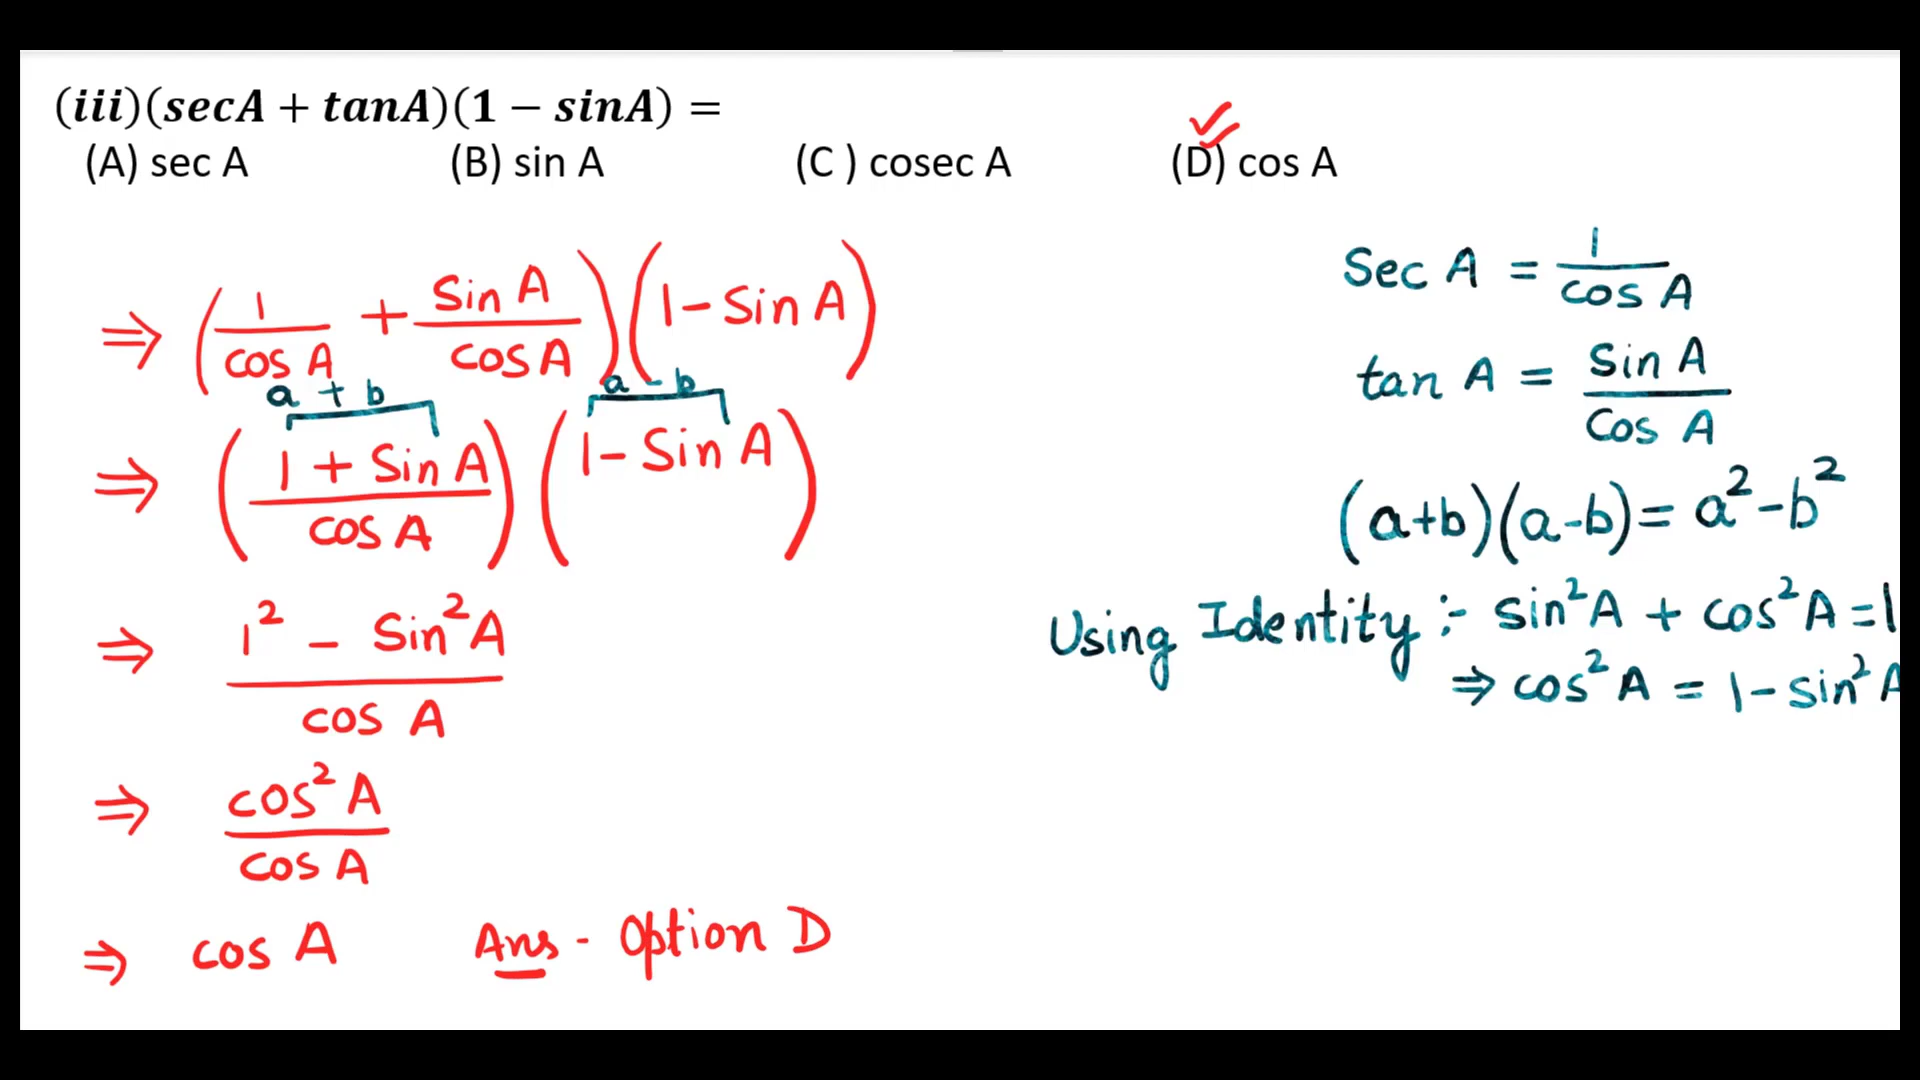 (iii)(secA + tanA)(1 − sinA) =
(A) sec A (B) sin A (C ) cosec A (D) cos A
⇒ (1/cos A + Sin A/cos A)(1 - Sin A)
a + b a - b
⇒ (1 + Sin A/cos A)(1 - Sin A)
⇒ 1² - Sin²A/cos A
⇒ cos²A/cos A
⇒ cos A Ans - Option D
Sec A = 1/cos A
tan A = Sin A/Cos A
(a+b)(a-b) = a² - b²
Using Identity :- sin²A + cos²A = 1
⇒ cos²A = 1 - sin²A